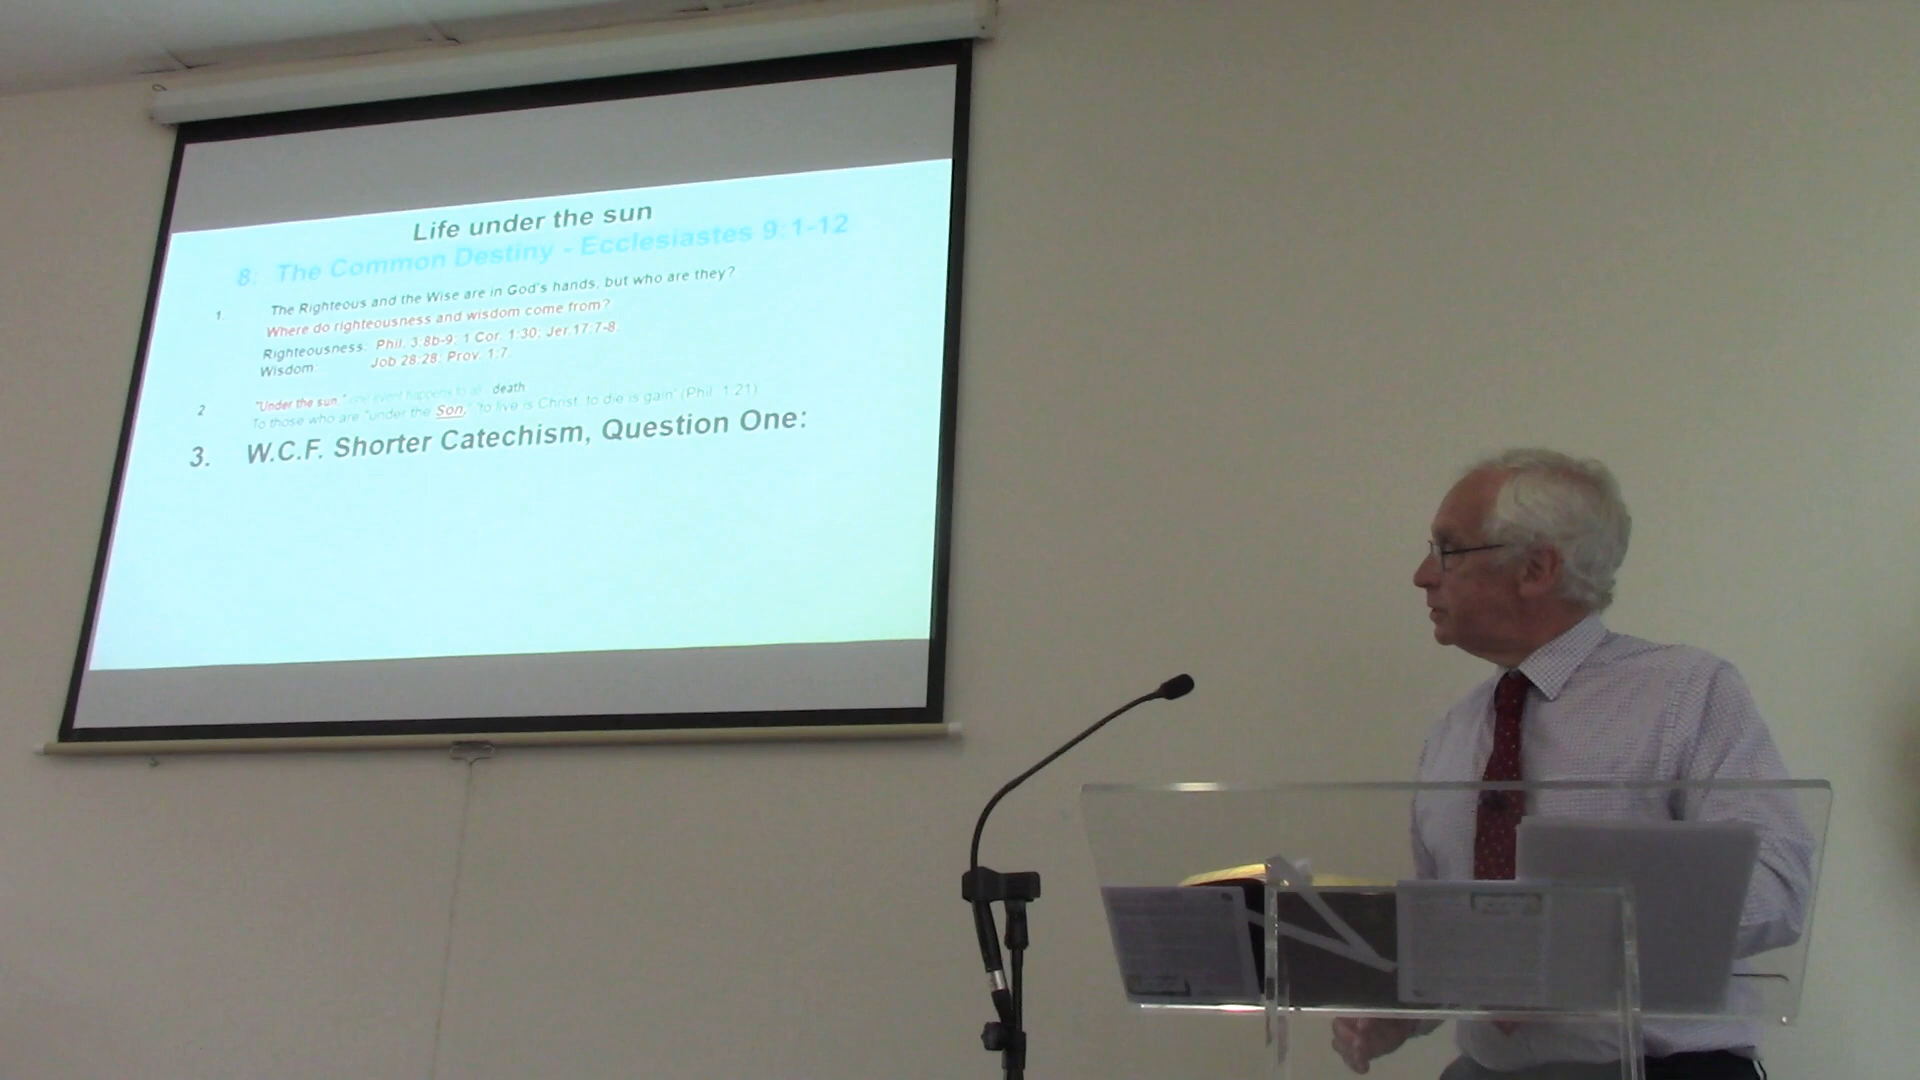 Life under the sun
8: The Common Destiny - Ecclesiastes 9:1-12
1. The Righteous and the Wise are in God's hands, but who are they?
Where do righteousness and wisdom come from?
Righteousness: Phil. 3:8b-9; 1 Cor. 1:30; Jer.17:7-8.
Wisdom: Job 28:28; Prov. 1:7.
2 "Under the sun," one event happens to all: death
To those who are "under the Son," "to live is Christ, to die is gain" (Phil. 1:21)
3. W.C.F. Shorter Catechism, Question One: